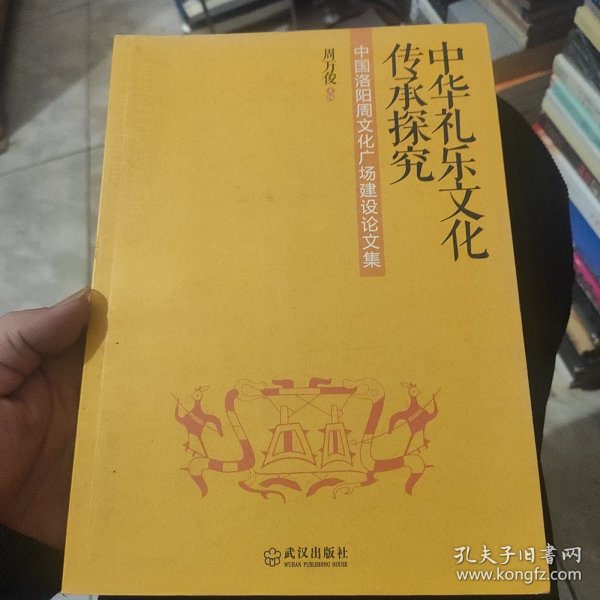 中华礼乐文化
传承探究
中国洛阳周文化广场建设论文集
周万俊 主编
武汉出版社
WUHAN PUBLISHING HOUSE
孔夫子旧书网
www.kongfz.com